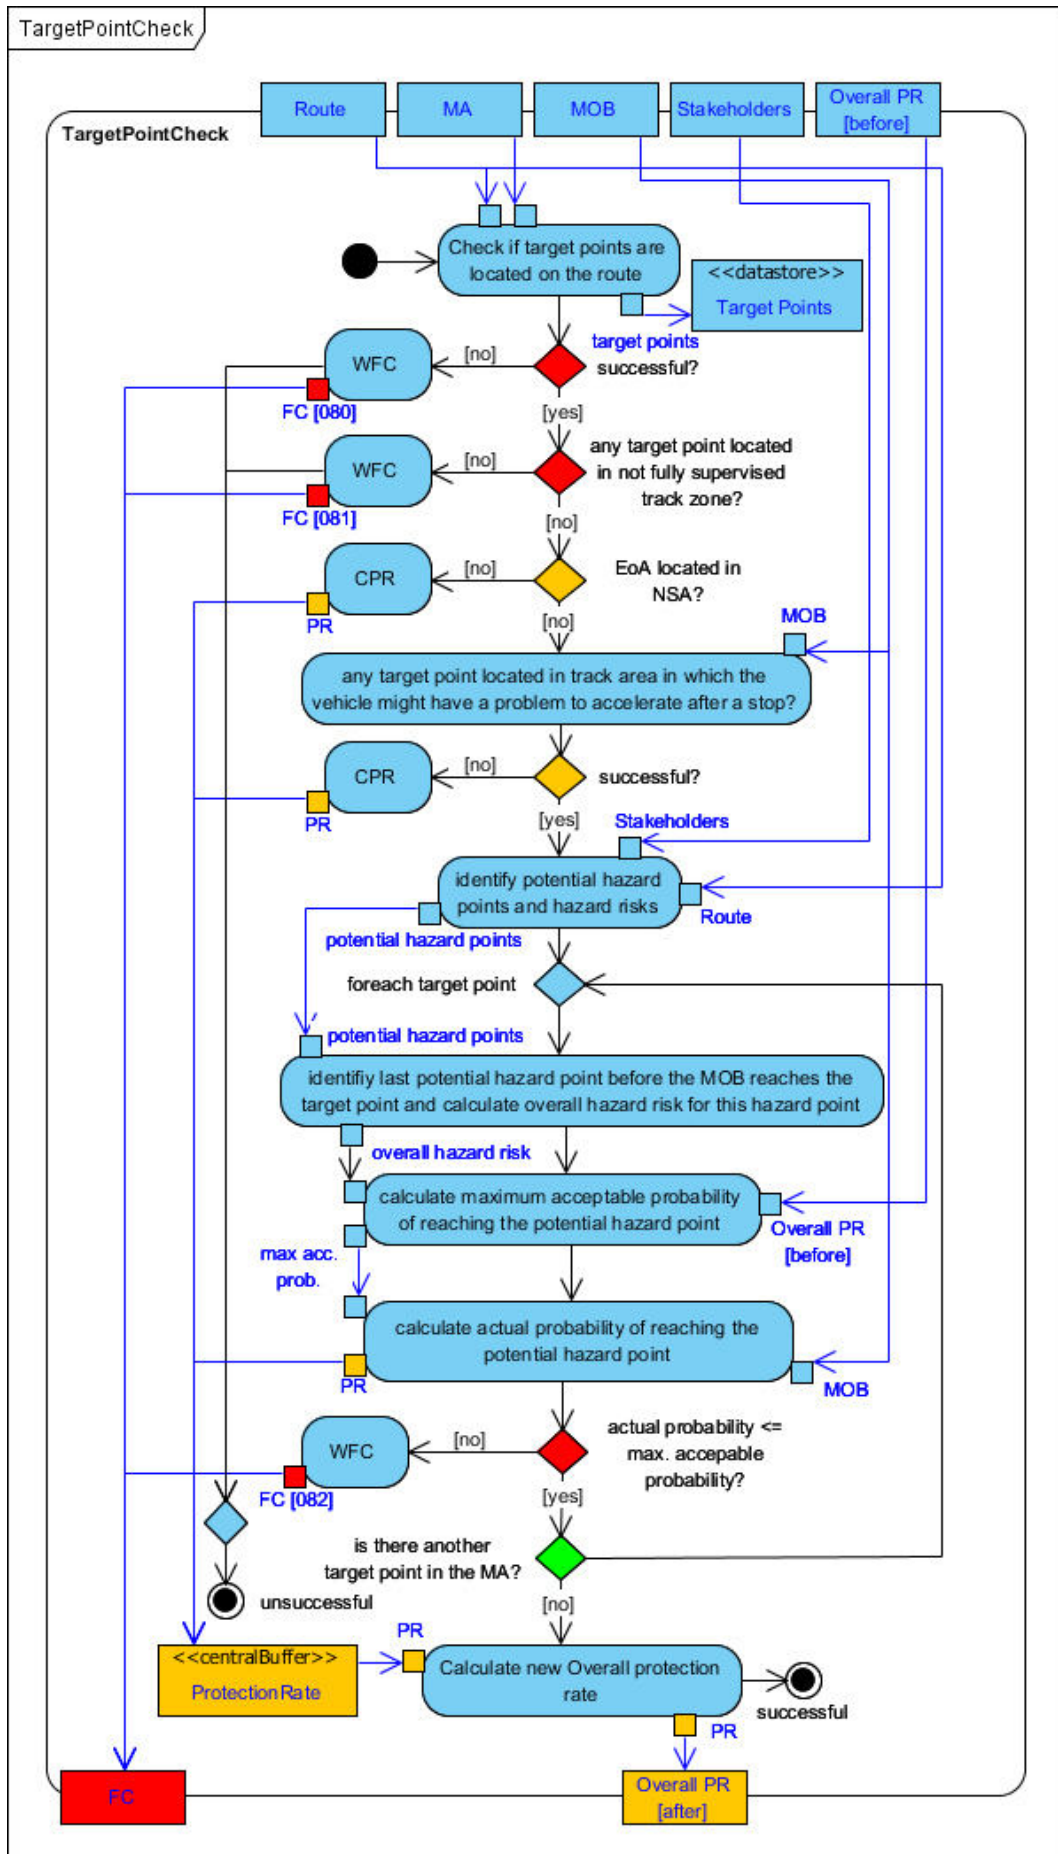 TargetPointCheck
Route
MA
MOB
Stakeholders
Overall PR
[before]
TargetPointCheck
Check if target points are
located on the route
<<datastore>>
Target Points
target points
successful?
[no]
WFC
FC [080]
[yes]
any target point located
in not fully supervised
track zone?
[no]
WFC
FC [081]
[no]
EoA located in
NSA?
[no]
CPR
PR
[no]
MOB
any target point located in track area in which the
vehicle might have a problem to accelerate after a stop?
[no]
CPR
successful?
PR
[yes]
Stakeholders
identify potential hazard
points and hazard risks
Route
potential hazard points
foreach target point
potential hazard points
identifiy last potential hazard point before the MOB reaches the
target point and calculate overall hazard risk for this hazard point
overall hazard risk
calculate maximum acceptable probability
of reaching the potential hazard point
Overall PR
[before]
max acc.
prob.
calculate actual probability of reaching the
potential hazard point
PR
MOB
actual probability <=
max. accepable
probability?
[no]
WFC
FC [082]
[yes]
is there another
target point in the MA?
unsuccessful
[no]
PR
<<centralBuffer>>
ProtectionRate
Calculate new Overall protection
rate
successful
PR
FC
Overall PR
[after]